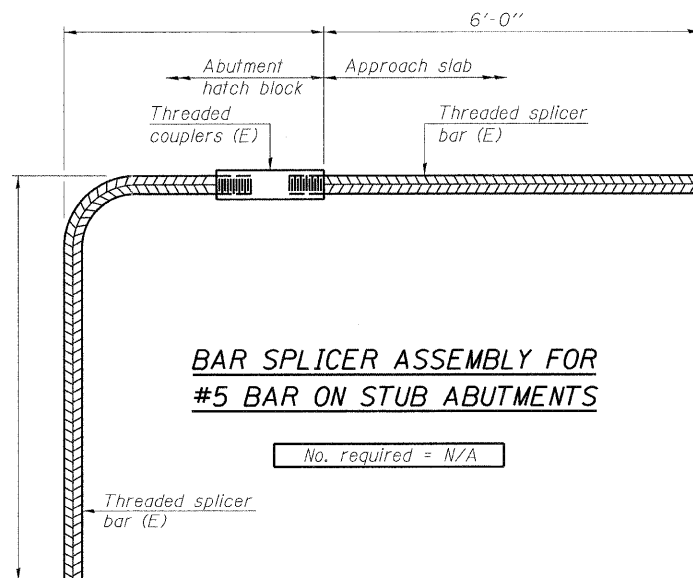 6'-0"
Abutment
hatch block
Approach slab
Threaded
couplers (E)
Threaded splicer
bar (E)
BAR SPLICER ASSEMBLY FOR
#5 BAR ON STUB ABUTMENTS
No. required = N/A
Threaded splicer
bar (E)